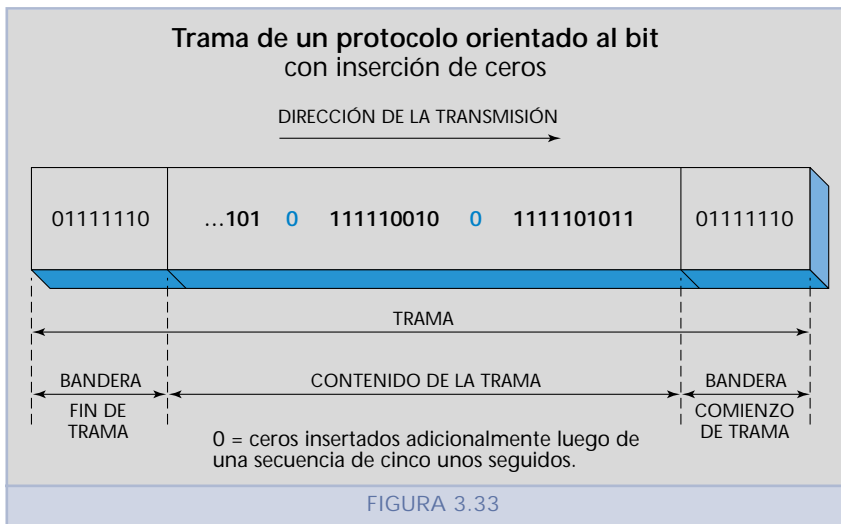 Trama de un protocolo orientado al bit
con inserción de ceros
DIRECCIÓN DE LA TRANSMISIÓN
01111110 ...101 0 111110010 0 1111101011 01111110
TRAMA
BANDERA CONTENIDO DE LA TRAMA BANDERA
FIN DE TRAMA COMIENZO DE TRAMA
0 = ceros insertados adicionalmente luego de
una secuencia de cinco unos seguidos.
FIGURA 3.33